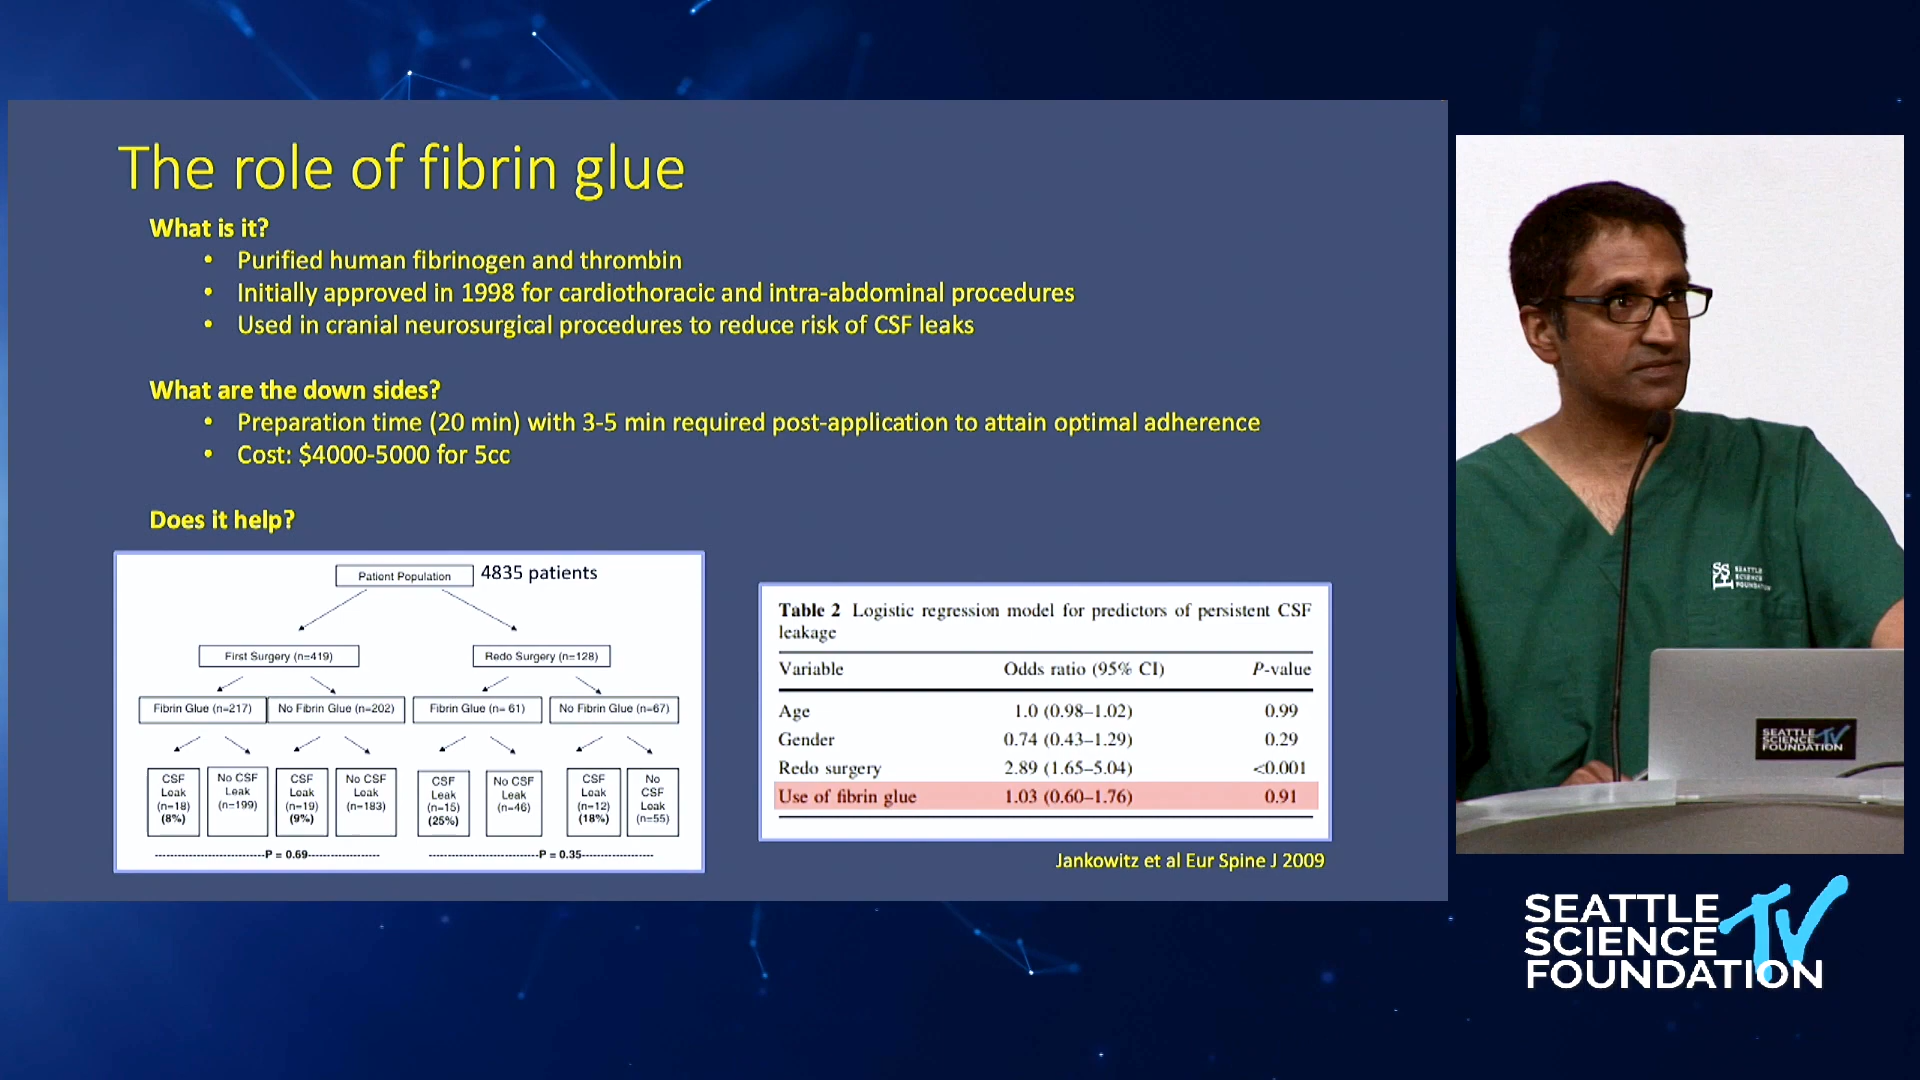 The role of fibrin glue
What is it?
• Purified human fibrinogen and thrombin
• Initially approved in 1998 for cardiothoracic and intra-abdominal procedures
• Used in cranial neurosurgical procedures to reduce risk of CSF leaks
What are the down sides?
• Preparation time (20 min) with 3-5 min required post-application to attain optimal adherence
• Cost: $4000-5000 for 5cc
Does it help?
Patient Population
4835 patients
First Surgery (n=419)
Redo Surgery (n=128)
Fibrin Glue (n=217)
No Fibrin Glue (n=202)
Fibrin Glue (n= 61)
No Fibrin Glue (n=67)
CSF
Leak
(n=18)
(8%)
No CSF
Leak
(n=199)
CSF
Leak
(n=19)
(9%)
No CSF
Leak
(n=183)
CSF
Leak
(n=15)
(25%)
No CSF
Leak
(n=46)
CSF
Leak
(n=12)
(18%)
No
CSF
Leak
(n=55)
P = 0.69
P = 0.35
Table 2 Logistic regression model for predictors of persistent CSF
leakage
Variable Odds ratio (95% CI) P-value
Age 1.0 (0.98–1.02) 0.99
Gender 0.74 (0.43–1.29) 0.29
Redo surgery 2.89 (1.65–5.04) <0.001
Use of fibrin glue 1.03 (0.60–1.76) 0.91
Jankowitz et al Eur Spine J 2009
SEATTLE
SCIENCE
FOUNDATION
SEATTLE
SCIENCE
FOUNDATION
TV
SEATTLE
SCIENCE
FOUNDATION
TV